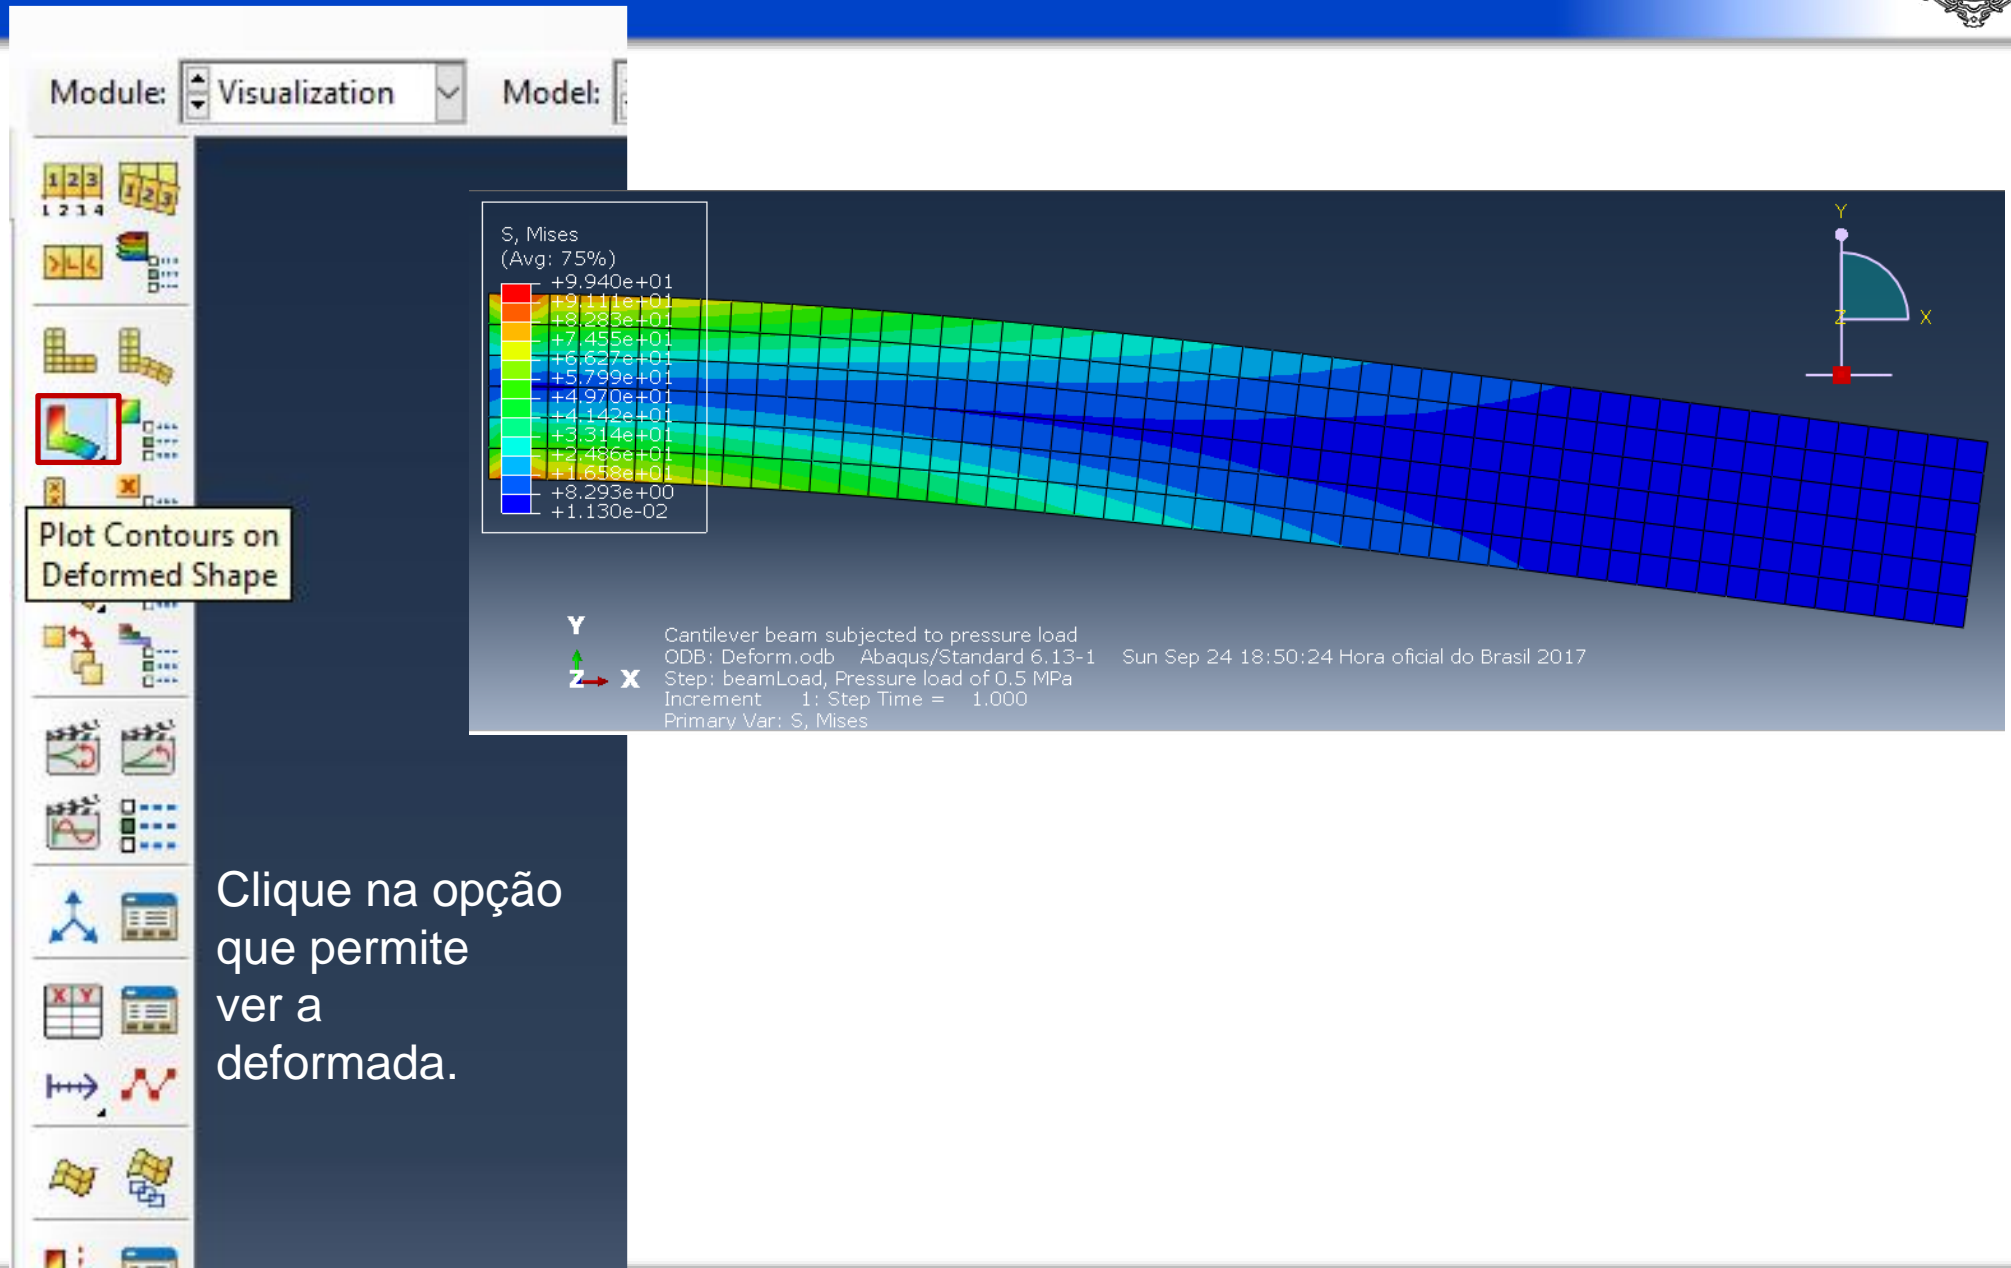 Module: Visualization Model:
S, Mises
(Avg: 75%)
+9.940e+01
+9.111e+01
+8.283e+01
+7.455e+01
+6.627e+01
+5.799e+01
+4.970e+01
+4.142e+01
+3.314e+01
+2.486e+01
+1.658e+01
+8.293e+00
+1.130e-02
Y
Z X
Plot Contours on
Deformed Shape
Y
Z X
Cantilever beam subjected to pressure load
ODB: Deform.odb Abaqus/Standard 6.13-1 Sun Sep 24 18:50:24 Hora oficial do Brasil 2017
Step: beamLoad, Pressure load of 0.5 MPa
Increment 1: Step Time = 1.000
Primary Var: S, Mises
Clique na opção
que permite
ver a
deformada.
X Y